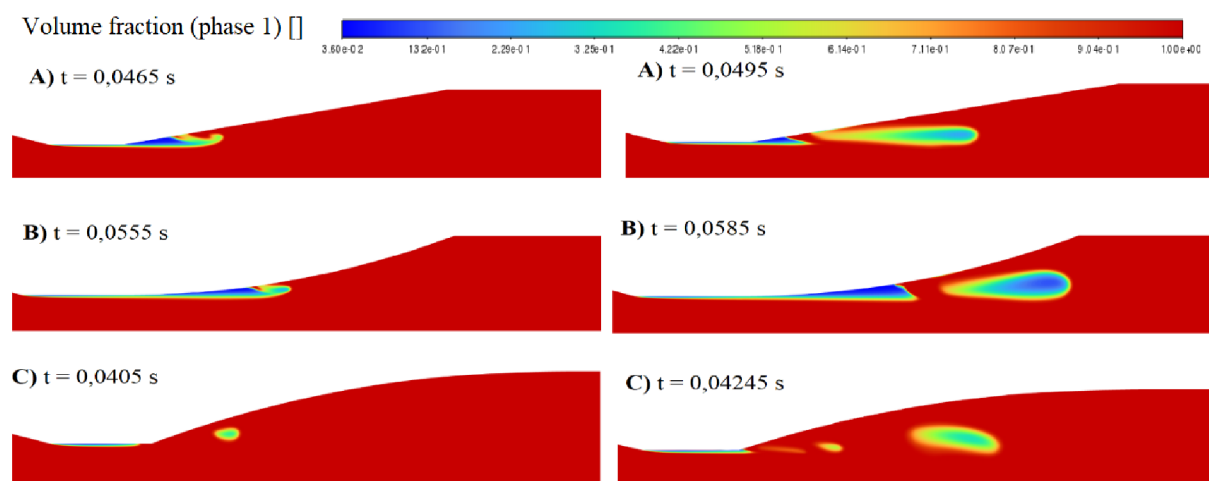 Volume fraction (phase 1) []
3.60e-02 1.32e-01 2.29e-01 3.25e-01 4.22e-01 5.18e-01 6.14e-01 7.11e-01 8.07e-01 9.04e-01 1.00e+00
A) t = 0,0465 s
A) t = 0,0495 s
B) t = 0,0555 s
B) t = 0,0585 s
C) t = 0,0405 s
C) t = 0,04245 s